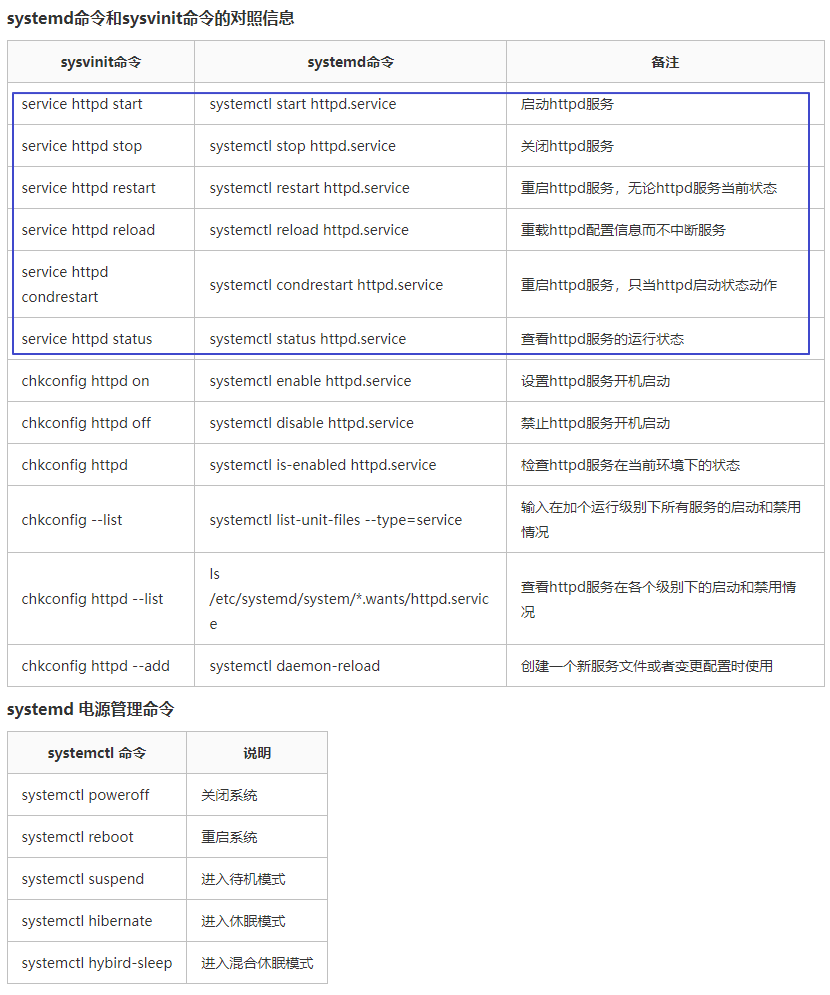 systemd命令和sysvinit命令的对照信息
sysvinit命令 systemd命令 备注
service httpd start systemctl start httpd.service 启动httpd服务
service httpd stop systemctl stop httpd.service 关闭httpd服务
service httpd restart systemctl restart httpd.service 重启httpd服务，无论httpd服务当前状态
service httpd reload systemctl reload httpd.service 重载httpd配置信息而不中断服务
service httpd
condrestart
systemctl condrestart httpd.service 重启httpd服务，只当httpd启动状态动作
service httpd status systemctl status httpd.service 查看httpd服务的运行状态
chkconfig httpd on systemctl enable httpd.service 设置httpd服务开机启动
chkconfig httpd off systemctl disable httpd.service 禁止httpd服务开机启动
chkconfig httpd systemctl is-enabled httpd.service 检查httpd服务在当前环境下的状态
chkconfig --list systemctl list-unit-files --type=service
输入在加个运行级别下所有服务的启动和禁用
情况
chkconfig httpd --list
ls
/etc/systemd/system/*.wants/httpd.servic
e
查看httpd服务在各个级别下的启动和禁用情
况
chkconfig httpd --add systemctl daemon-reload 创建一个新服务文件或者变更配置时使用
systemd 电源管理命令
systemctl 命令 说明
systemctl poweroff 关闭系统
systemctl reboot 重启系统
systemctl suspend 进入待机模式
systemctl hibernate 进入休眠模式
systemctl hybird-sleep 进入混合休眠模式